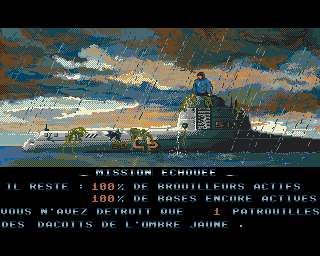 MISSION ECHOUEE
IL RESTE : 100% DE BROUILLEURS ACTIFS
100% DE BASES ENCORE ACTIVES
VOUS N'AVEZ DETRUIT QUE 1 PATROUILLES
DES DACOITS DE L'OMBRE JAUNE .